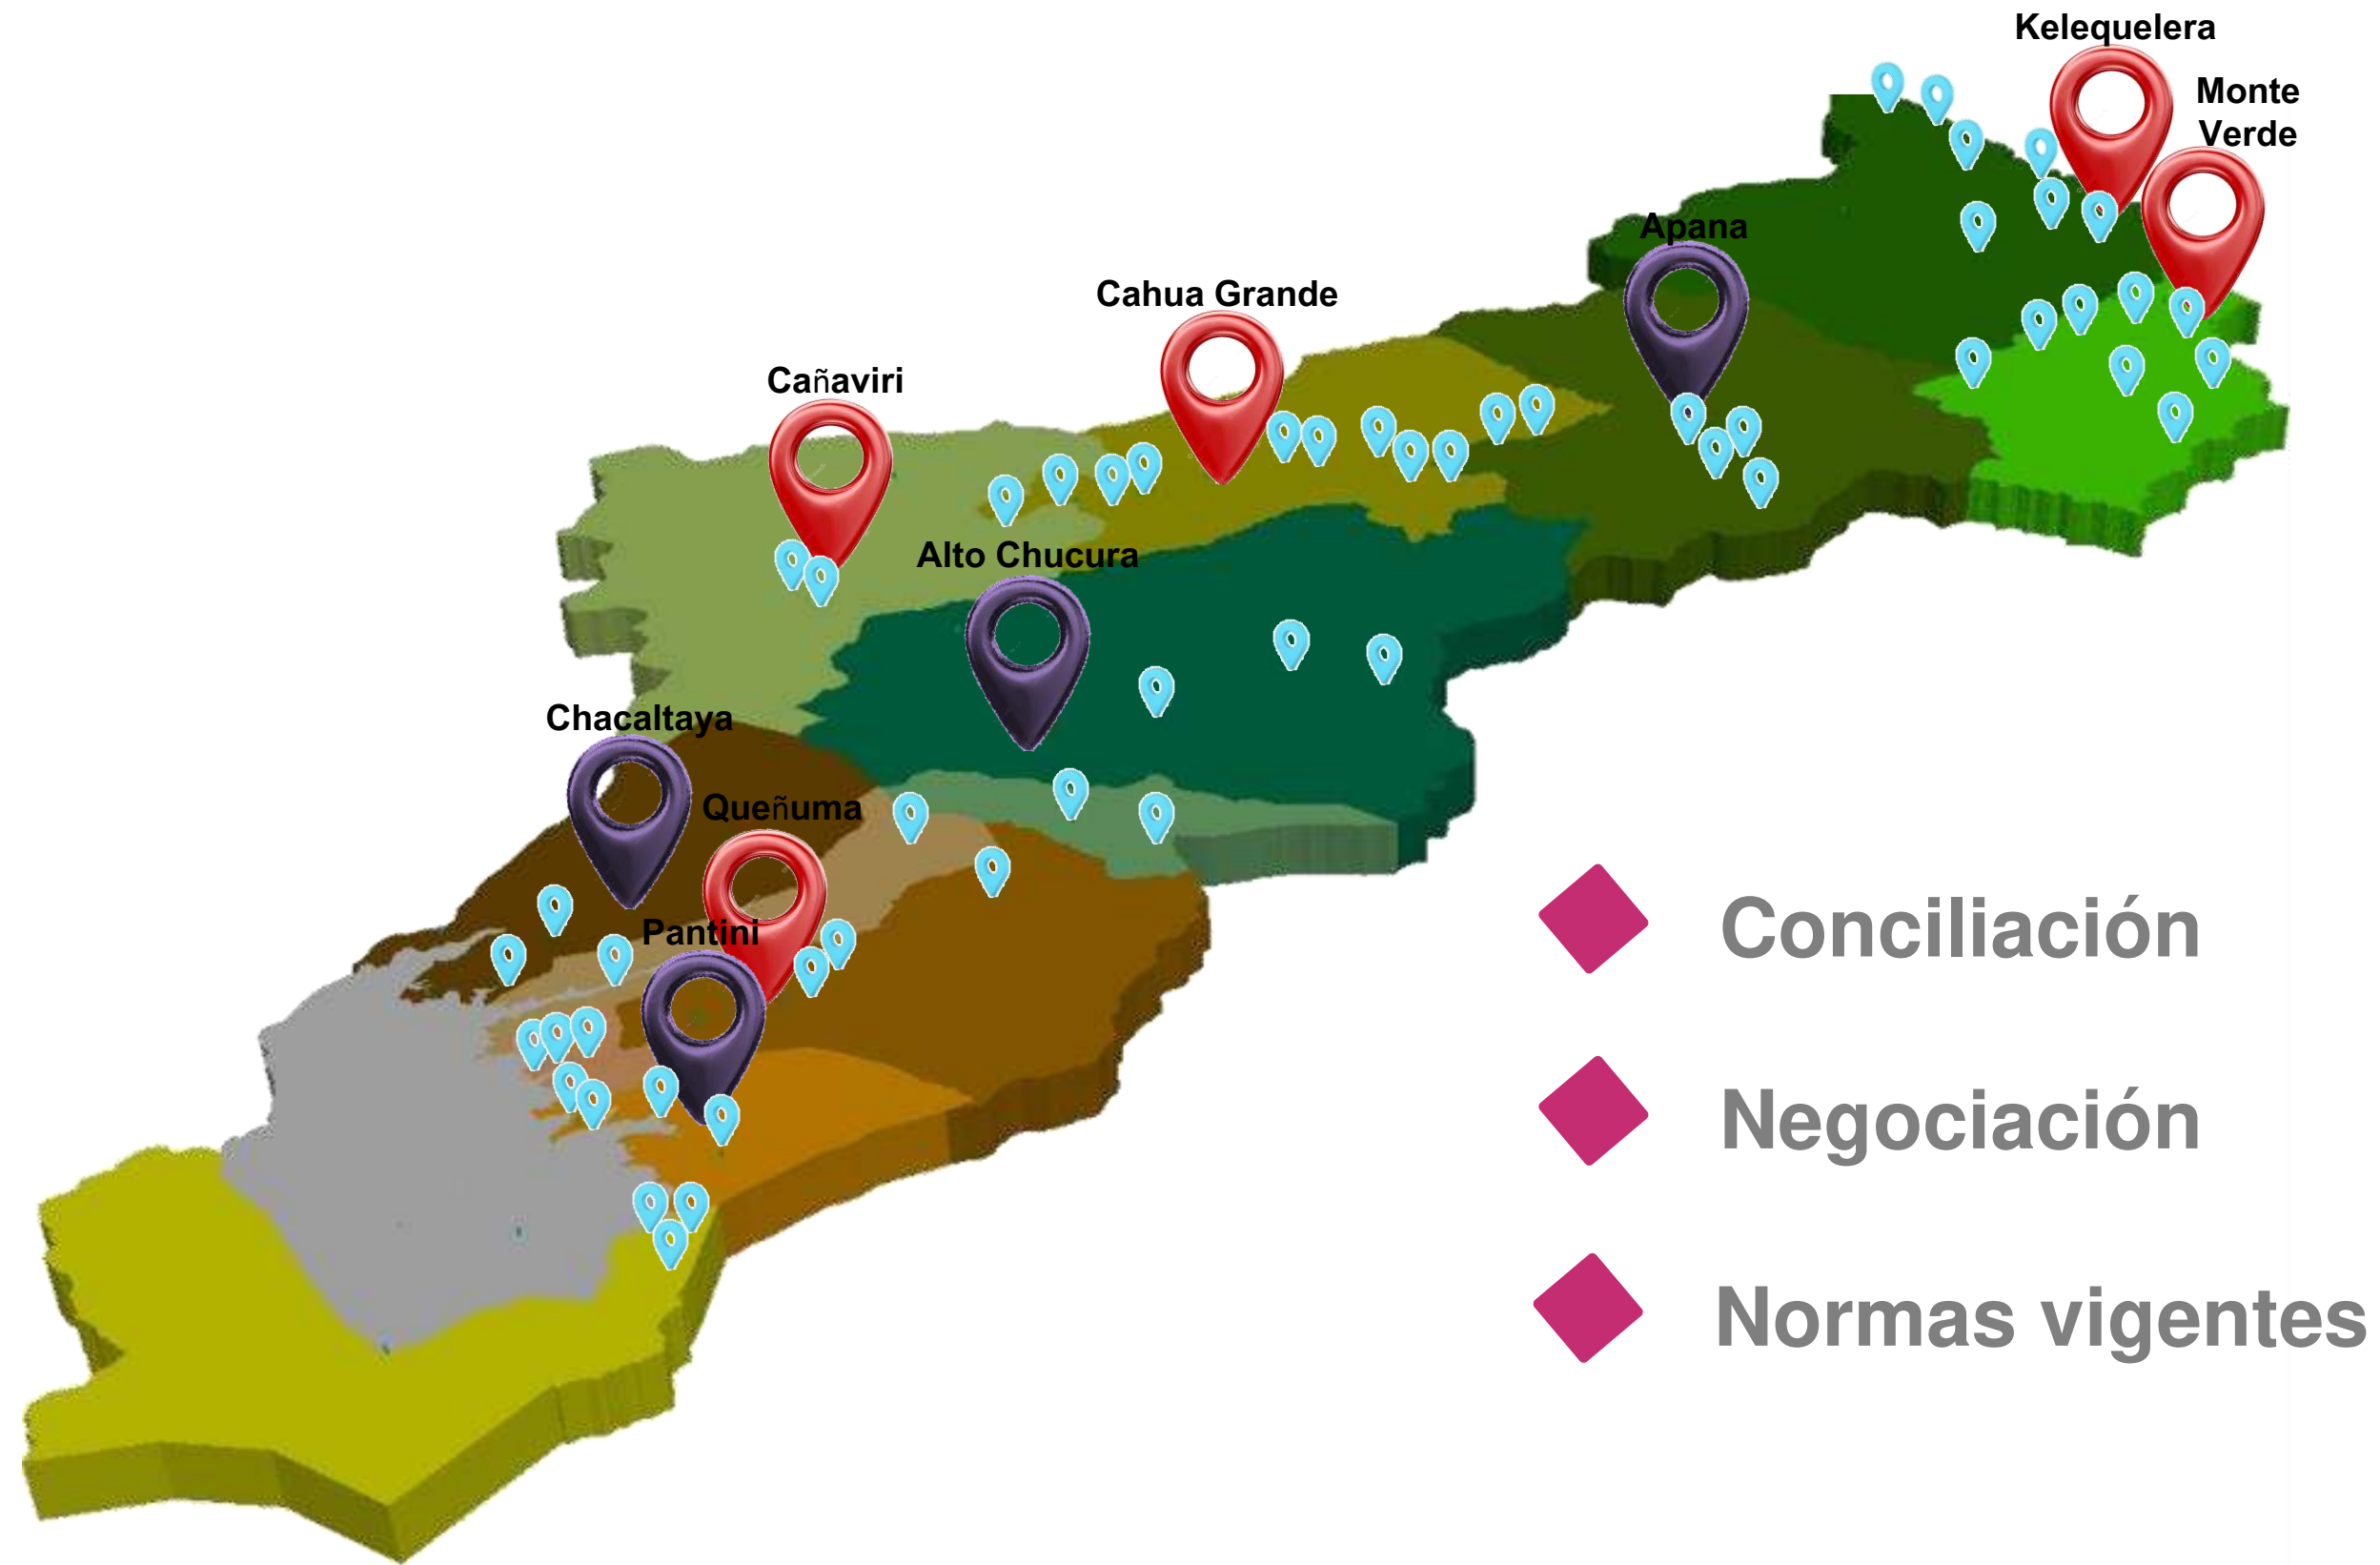 Kelequelera
Monte
Verde
Apana
Cahua Grande
Cañaviri
Alto Chucura
Chacaltaya
Queñuma
Pantini
Conciliación
Negociación
Normas vigentes